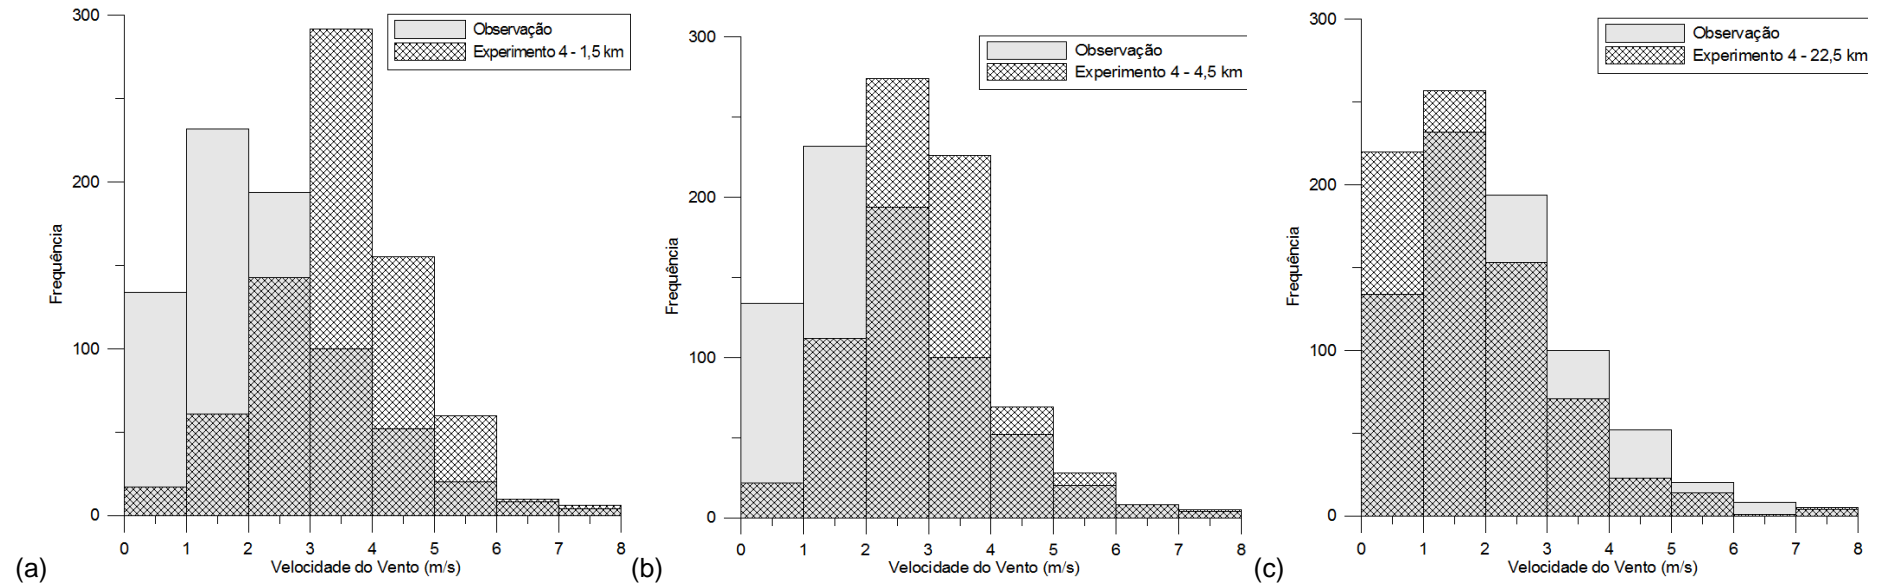 300
200
100
0
Frequência
Observação
Experimento 4 - 1,5 km
0 1 2 3 4 5 6 7 8
Velocidade do Vento (m/s)
(a)
300
200
100
0
Frequência
Observação
Experimento 4 - 4,5 km
0 1 2 3 4 5 6 7 8
Velocidade do Vento (m/s)
(b)
300
200
100
0
Frequência
Observação
Experimento 4 - 22,5 km
0 1 2 3 4 5 6 7 8
Velocidade do Vento (m/s)
(c)